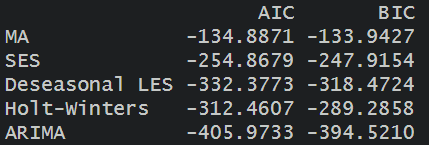 AIC BIC
MA -134.8871 -133.9427
SES -254.8679 -247.9154
Deseasonal LES -332.3773 -318.4724
Holt-Winters -312.4607 -289.2858
ARIMA -405.9733 -394.5210